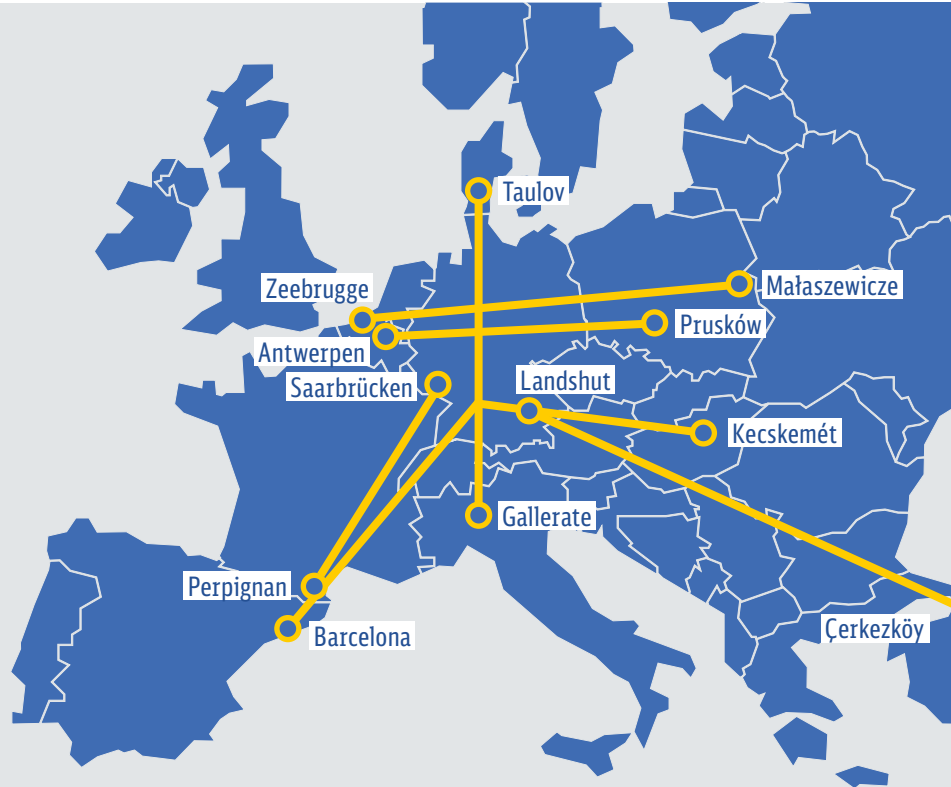 Taulov
Zeebrugge
Małaszewicze
Prusków
Antwerpen
Saarbrücken
Landshut
Kecskemét
Gallerate
Perpignan
Barcelona
Çerkezköy